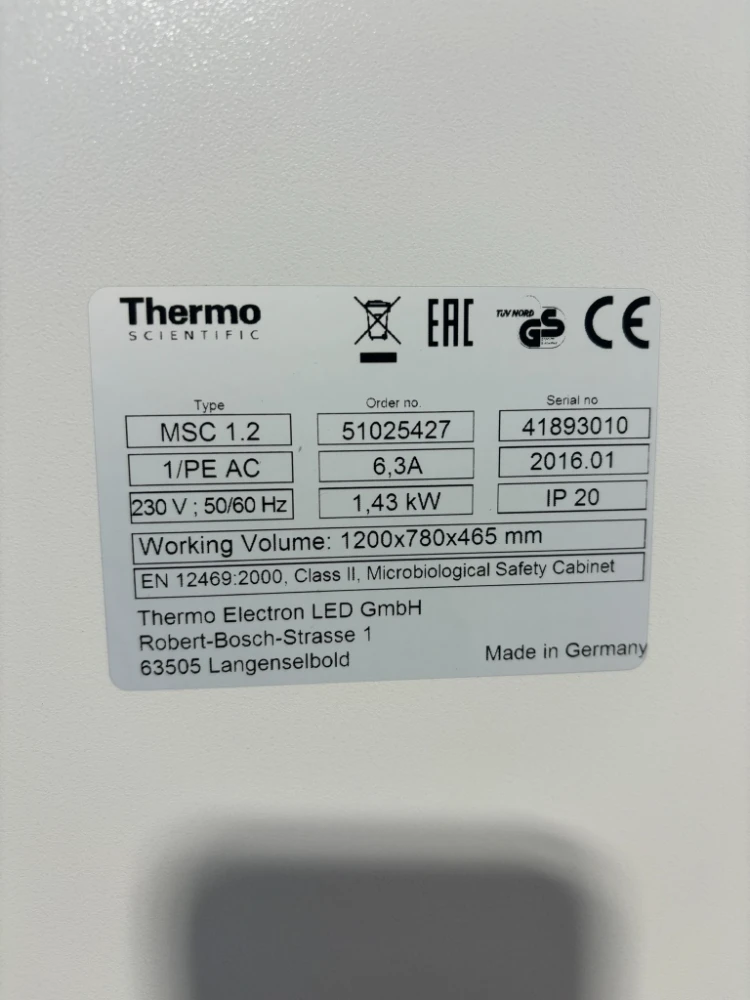 Thermo
SCIENTIFIC
EAC
TÜV NORD
GS
CE
Type Order no. Serial no
MSC 1.2 51025427 41893010
1/PE AC 6,3A 2016.01
230 V ; 50/60 Hz 1,43 kW IP 20
Working Volume: 1200x780x465 mm
EN 12469:2000, Class II, Microbiological Safety Cabinet
Thermo Electron LED GmbH
Robert-Bosch-Strasse 1
63505 Langenselbold
Made in Germany